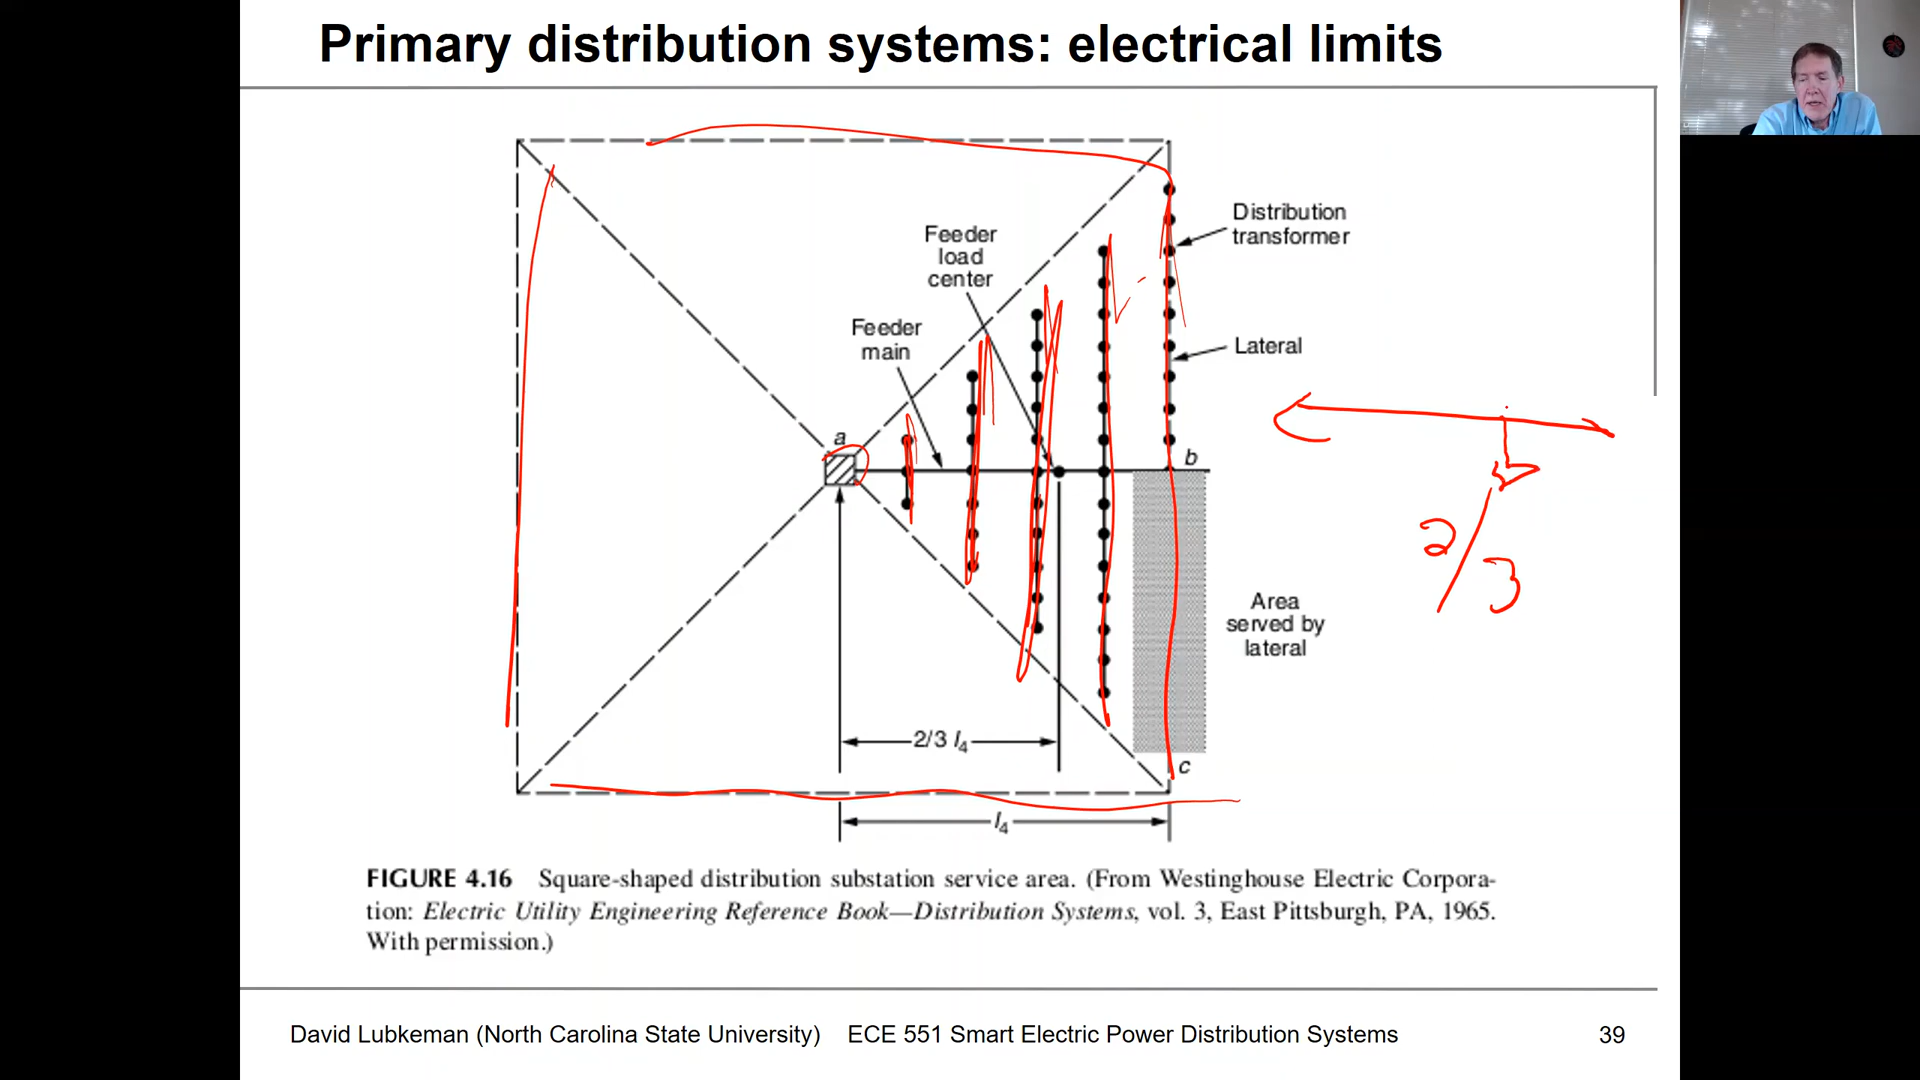 Primary distribution systems: electrical limits
Distribution
transformer
Feeder
load
center
Feeder
main
Lateral
a
b
2/3
Area
served by
lateral
2/3 l4
c
l4
FIGURE 4.16 Square-shaped distribution substation service area. (From Westinghouse Electric Corpora-
tion: Electric Utility Engineering Reference Book—Distribution Systems, vol. 3, East Pittsburgh, PA, 1965.
With permission.)
David Lubkeman (North Carolina State University) ECE 551 Smart Electric Power Distribution Systems 39